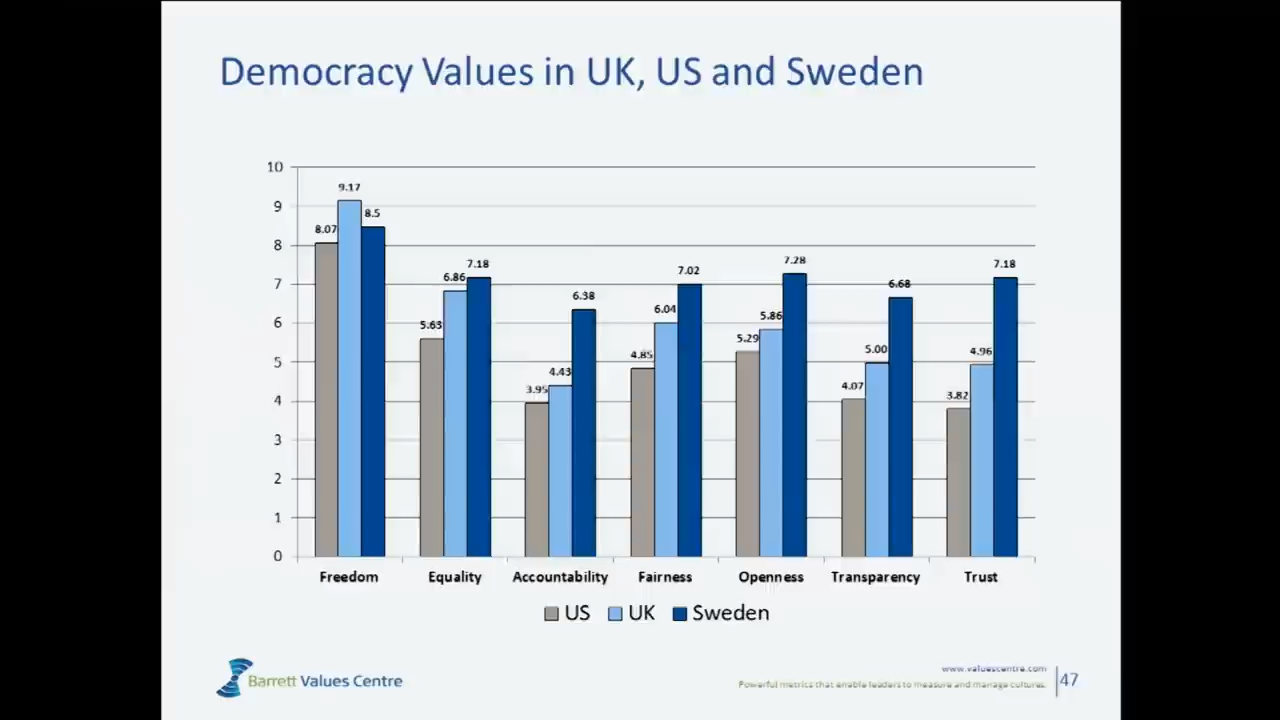 Democracy Values in UK, US and Sweden
10
9
8
7
6
5
4
3
2
1
0
8.07 9.17 8.5
5.63 6.86 7.18
3.95 4.43 6.38
4.85 6.04 7.02
5.29 5.86 7.28
4.07 5.00 6.68
3.82 4.96 7.18
Freedom Equality Accountability Fairness Openness Transparency Trust
US UK Sweden
Barrett Values Centre
www.valuescentre.com
Powerful metrics that enable leaders to measure and manage cultures.
47